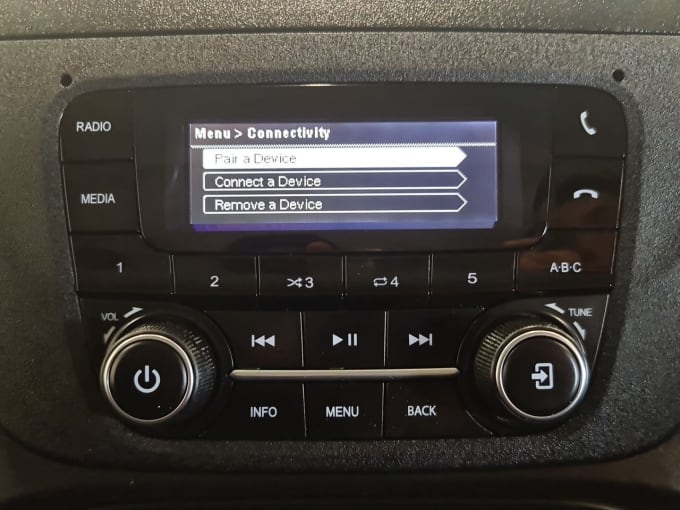 RADIO
Menu > Connectivity
Pair a Device
MEDIA
Connect a Device
Remove a Device
1
2
3
4
5
A·B·C
VOL
TUNE
INFO
MENU
BACK